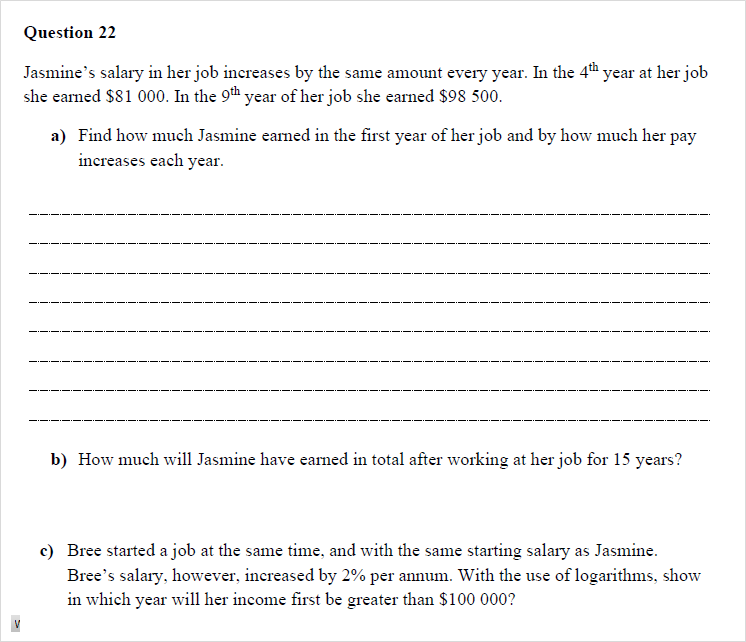 Question 22
Jasmine’s salary in her job increases by the same amount every year. In the 4th year at her job
she earned $81 000. In the 9th year of her job she earned $98 500.
a) Find how much Jasmine earned in the first year of her job and by how much her pay
increases each year.
b) How much will Jasmine have earned in total after working at her job for 15 years?
c) Bree started a job at the same time, and with the same starting salary as Jasmine.
Bree’s salary, however, increased by 2% per annum. With the use of logarithms, show
in which year will her income first be greater than $100 000?